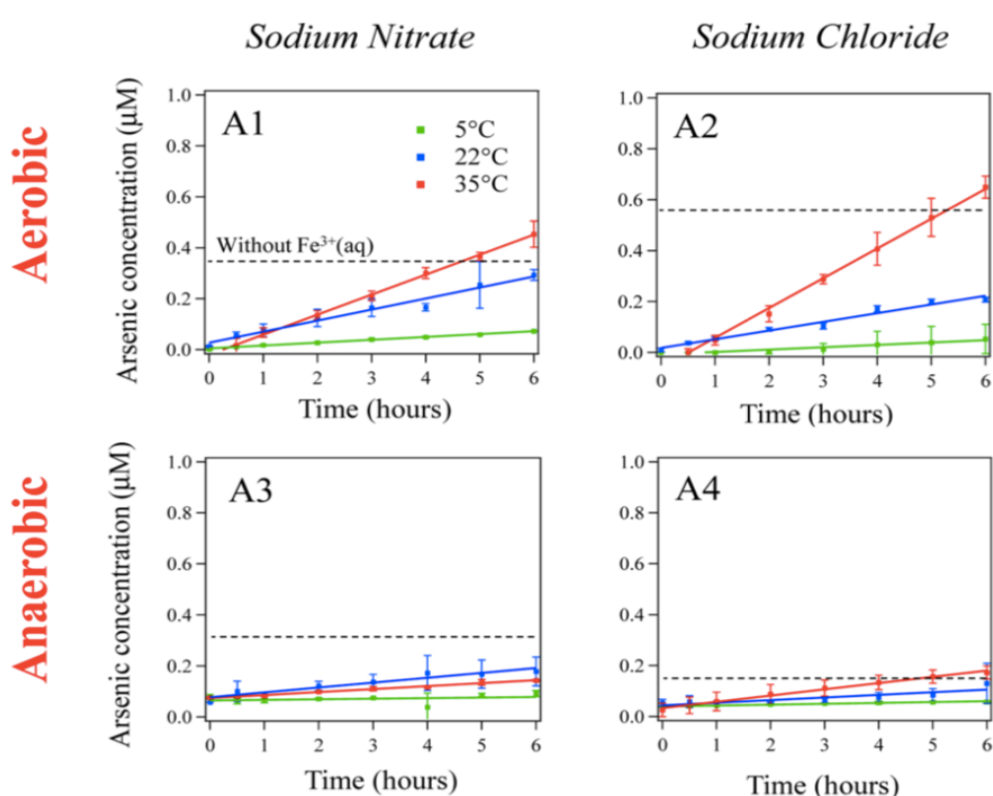 Sodium Nitrate
Sodium Chloride
Aerobic
Arsenic concentration (µM)
1.0
0.8
0.6
0.4
0.2
0.0
A1
5°C
22°C
35°C
Without Fe³⁺(aq)
0 1 2 3 4 5 6
Time (hours)
1.0
0.8
0.6
0.4
0.2
0.0
A2
0 1 2 3 4 5 6
Time (hours)
Anaerobic
Arsenic concentration (µM)
1.0
0.8
0.6
0.4
0.2
0.0
A3
0 1 2 3 4 5 6
Time (hours)
1.0
0.8
0.6
0.4
0.2
0.0
A4
0 1 2 3 4 5 6
Time (hours)